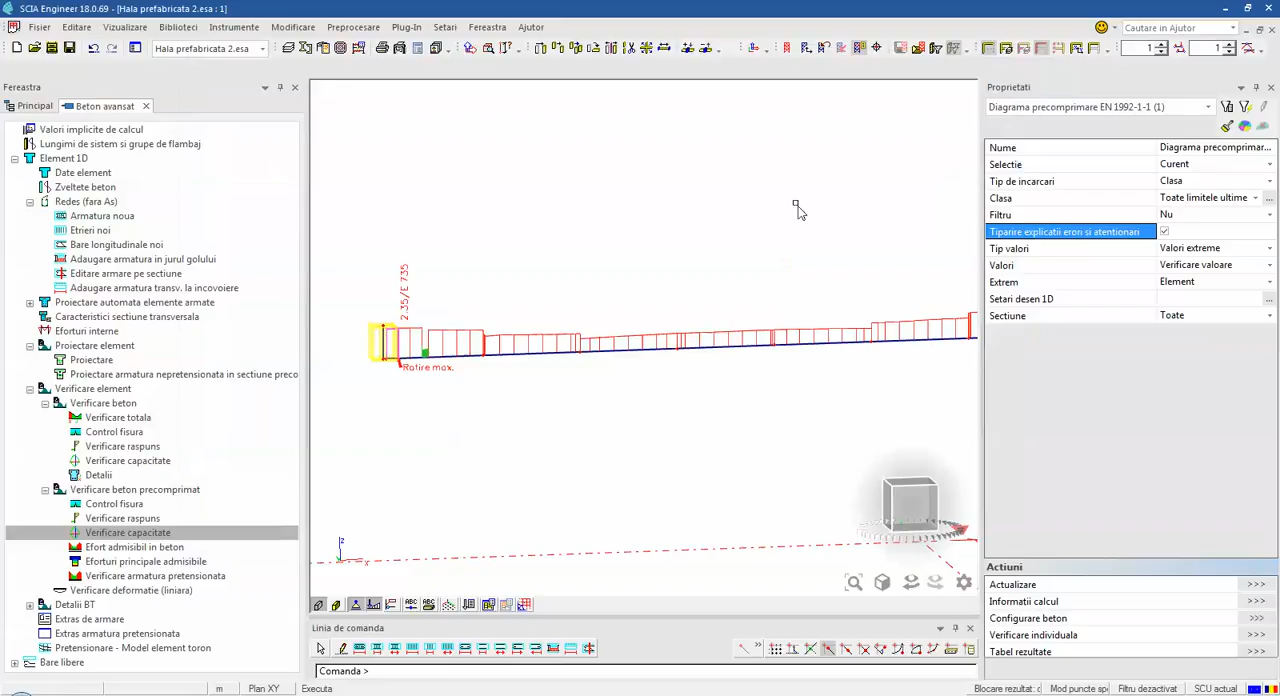 SCIA Engineer 18.0.69 - [Hala prefabricata 2.esa : 1]
Fisier Editare Vizualizare Biblioteci Instrumente Modificare Preprocesare Plug-In Setari Fereastra Ajutor Cautare in Ajutor
Hala prefabricata 2.esa 1 1
Fereastra
Principal Beton avansat
Valori implicite de calcul
Lungimi de sistem si grupe de flambaj
Element 1D
Date element
Zveltete beton
Redes (fara As)
Armatura noua
Etrieri noi
Bare longitudinale noi
Adaugare armatura in jurul golului
Editare armare pe sectiune
Adaugare armatura transv. la incovoiere
Proiectare automata elemente armate
Caracteristici sectiune transversala
Eforturi interne
Proiectare element
Proiectare
Proiectare armatura nepretensionata in sectiune preco
Verificare element
Verificare beton
Verificare totala
Control fisura
Verificare raspuns
Verificare capacitate
Detalii
Verificare beton precomprimat
Control fisura
Verificare raspuns
Verificare capacitate
Efort admisibil in beton
Eforturi principale admisibile
Verificare armatura pretensionata
Verificare deformatie (liniara)
Detalii BT
Extras de armare
Extras armatura pretensionata
Pretensionare - Model element toron
Bare libere
2.35/E 735
Rotire max.
z
x
Linia de comanda
Comanda >
Proprietati
Diagrama precomprimare EN 1992-1-1 (1)
Nume Diagrama precomprimar...
Selectie Curent
Tip de incarcari Clasa
Clasa Toate limitele ultime ...
Filtru Nu
Tiparire explicatii erori si atentionari
Tip valori Valori extreme
Valori Verificare valoare
Extrem Element
Setari desen 1D ...
Sectiune Toate
Actiuni
Actualizare >>>
Informatii calcul >>>
Configurare beton >>>
Verificare individuala >>>
Tabel rezultate >>>
m Plan XY Executa Blocare rezultat: c Mod puncte sp Filtru dezactivat SCU actual